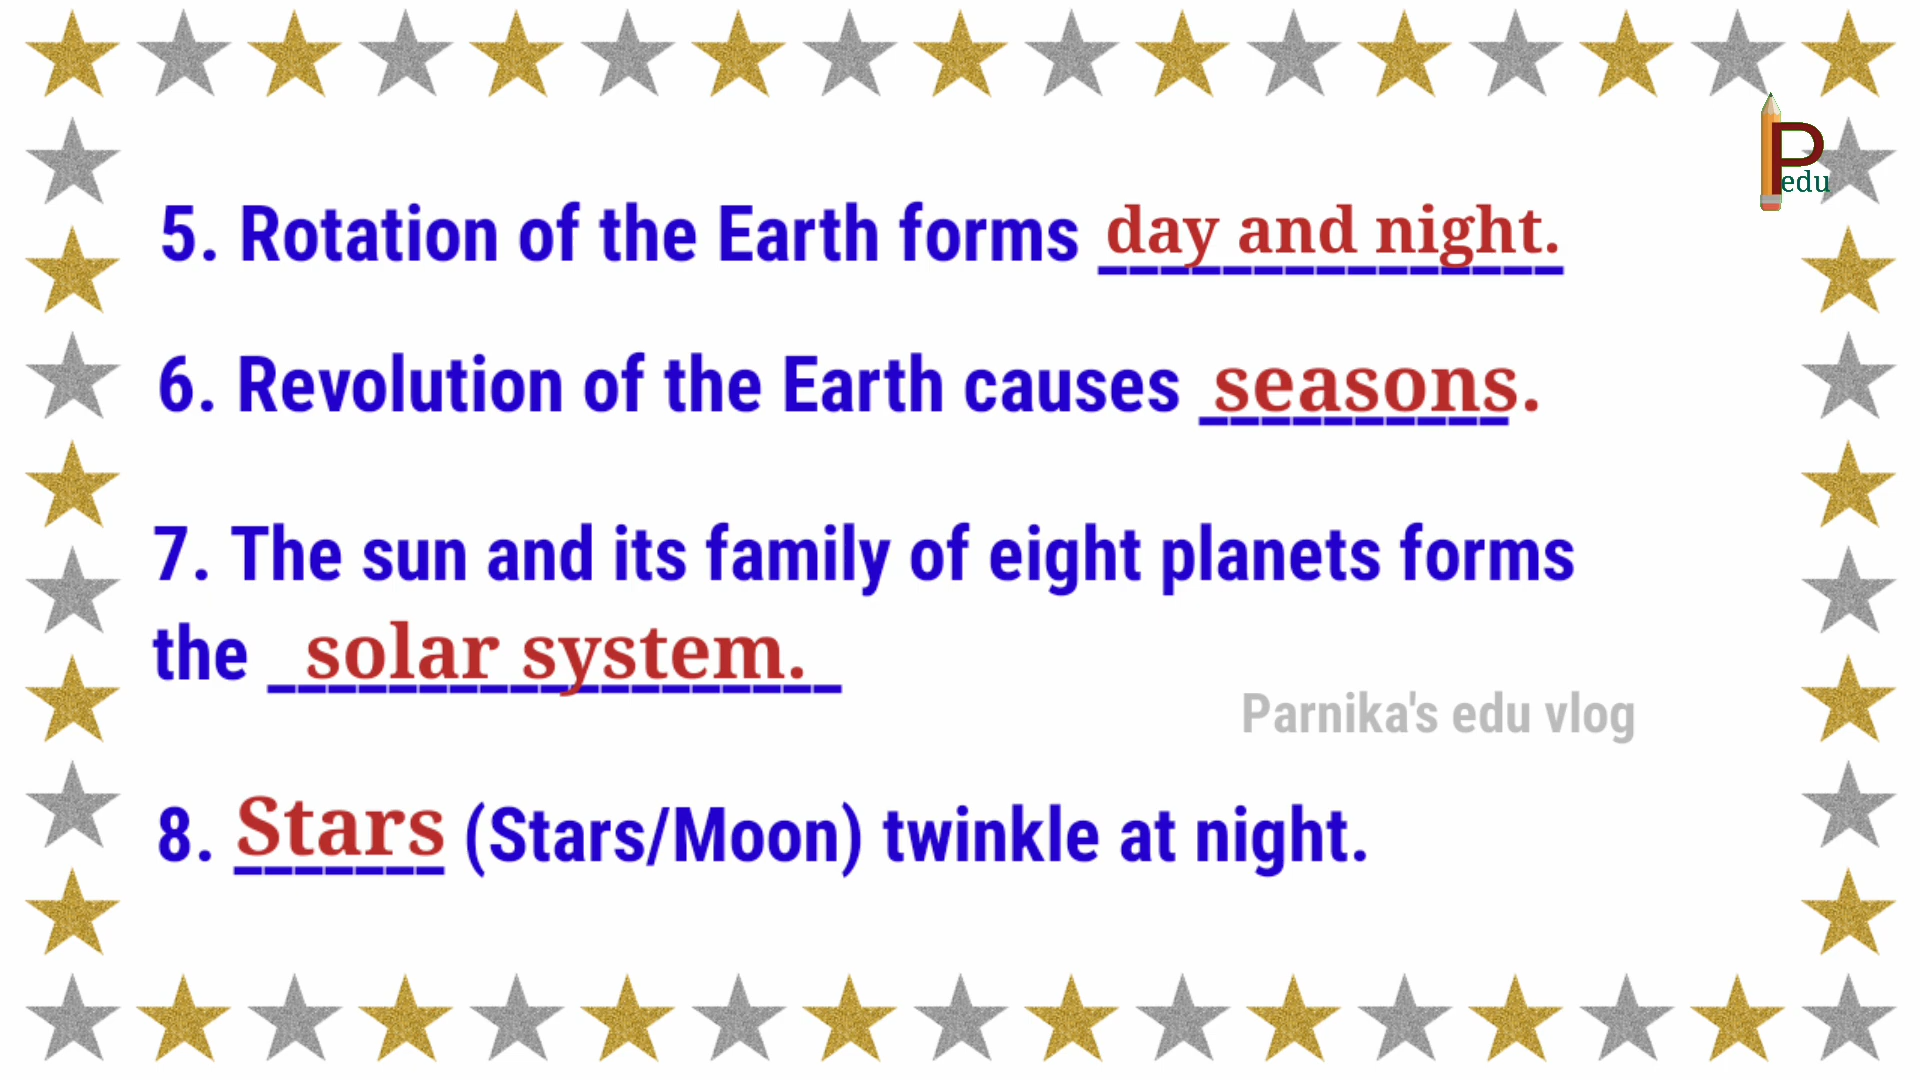 P
edu
5. Rotation of the Earth forms day and night.
6. Revolution of the Earth causes seasons.
7. The sun and its family of eight planets forms
the solar system.
Parnika's edu vlog
8. Stars (Stars/Moon) twinkle at night.